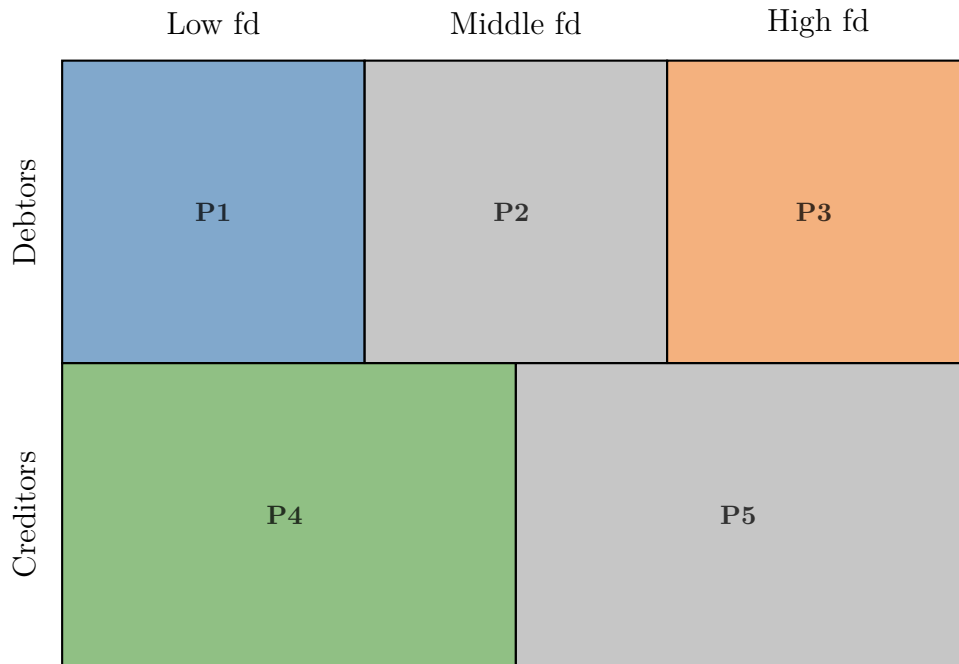 Low fd
Middle fd
High fd
Debtors
P1
P2
P3
Creditors
P4
P5